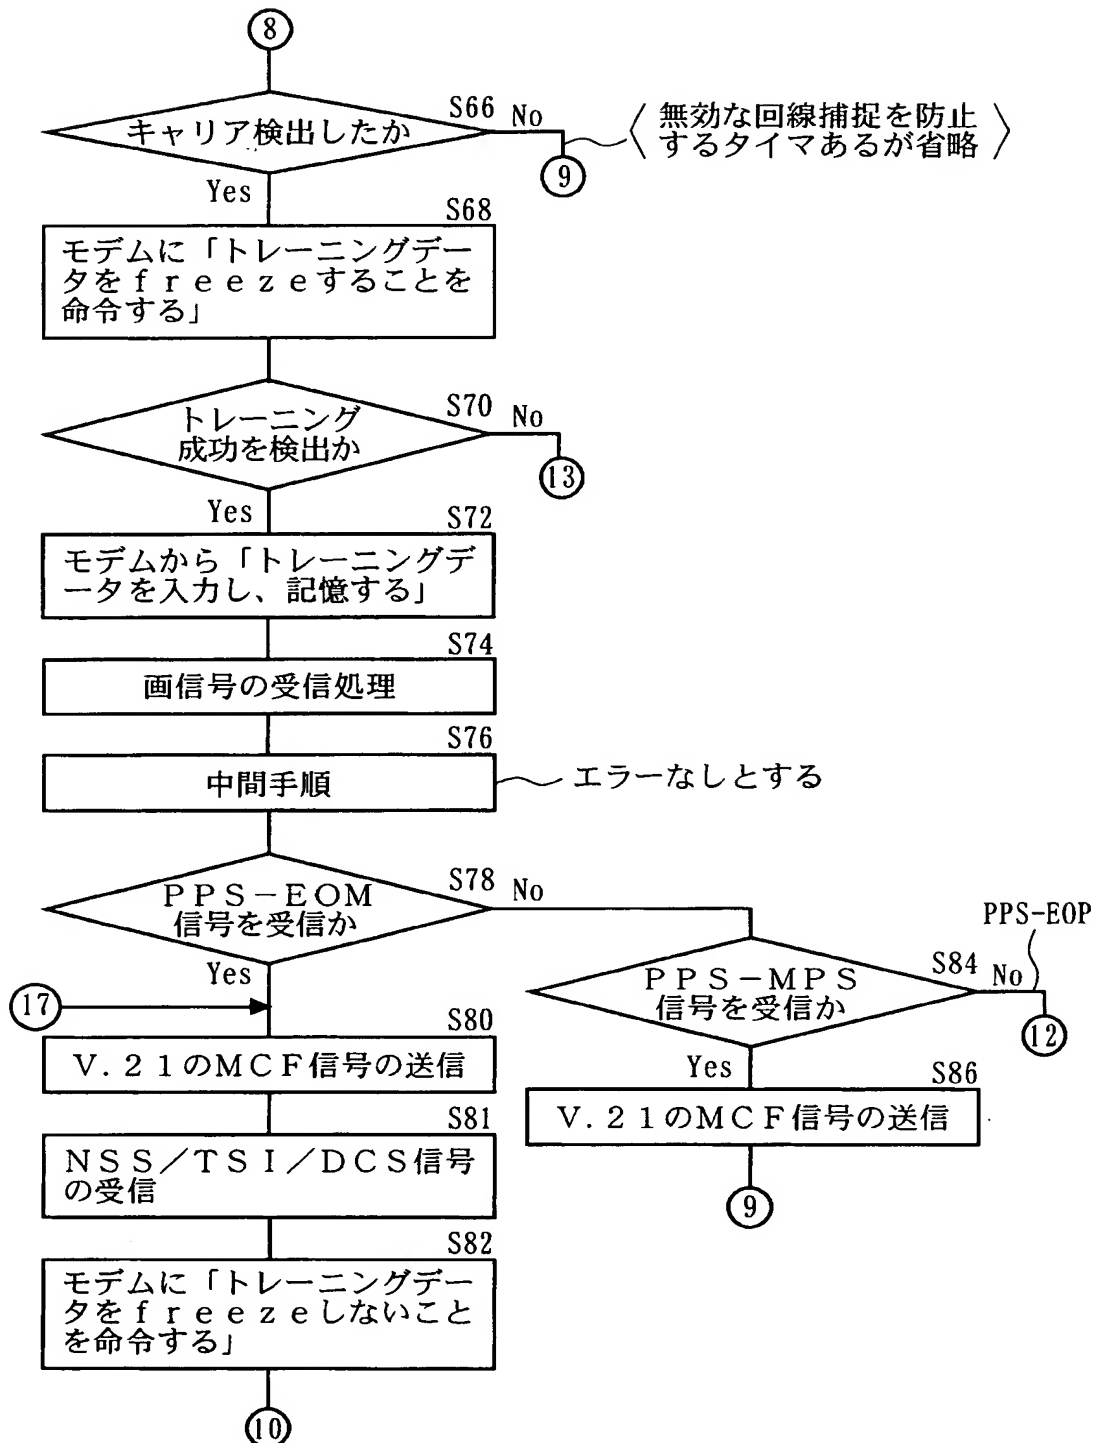 ⑧
キャリア検出したか
S66
No
〈無効な回線捕捉を防止
するタイマあるが省略〉
⑨
Yes
S68
モデムに「トレーニングデー
タをｆｒｅｅｚｅすることを
命令する」
トレーニング
成功を検出か
S70
No
⑬
Yes
S72
モデムから「トレーニングデ
ータを入力し、記憶する」
S74
画信号の受信処理
S76
中間手順
エラーなしとする
ＰＰＳ－ＥＯＭ
信号を受信か
S78
No
Yes
⑰
S80
Ｖ．２１のＭＣＦ信号の送信
S81
ＮＳＳ／ＴＳＩ／ＤＣＳ信号
の受信
S82
モデムに「トレーニングデー
タをｆｒｅｅｚｅしないこと
を命令する」
⑩
ＰＰＳ－ＭＰＳ
信号を受信か
S84
No
PPS-EOP
⑫
Yes
S86
Ｖ．２１のＭＣＦ信号の送信
⑨